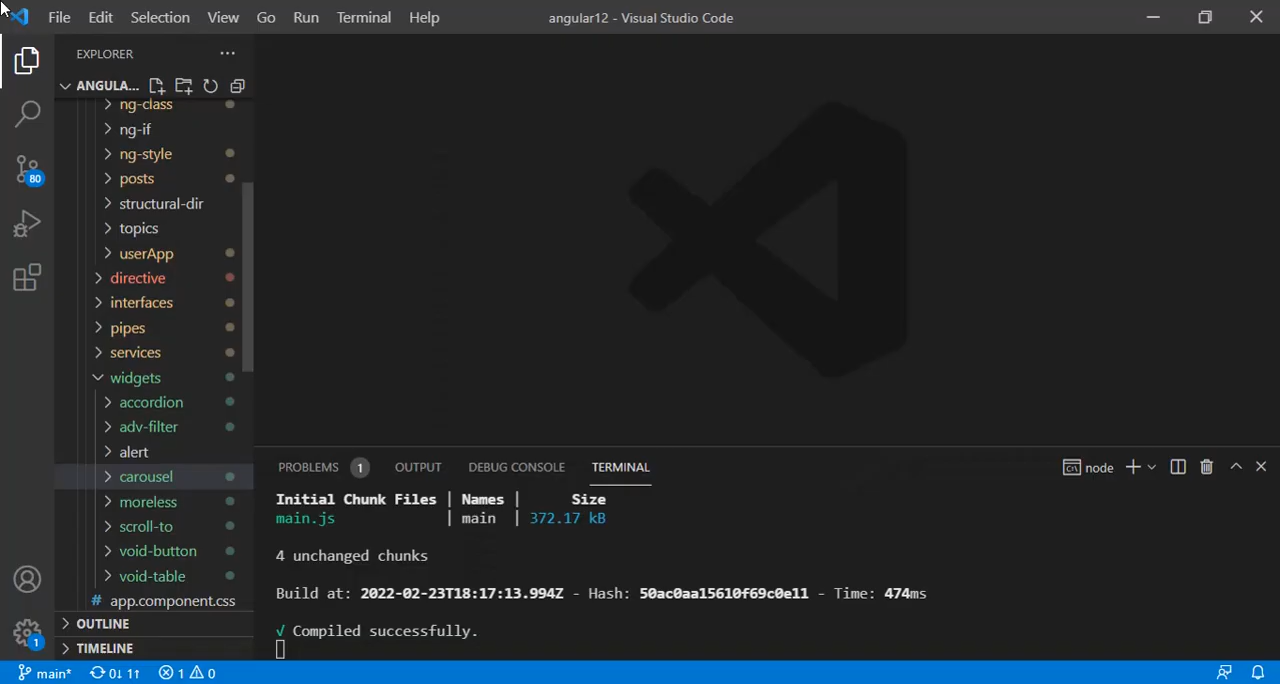 File Edit Selection View Go Run Terminal Help angular12 - Visual Studio Code
EXPLORER
ANGULA...
ng-class
ng-if
ng-style
posts
structural-dir
topics
userApp
directive
interfaces
pipes
services
widgets
accordion
adv-filter
alert
carousel
moreless
scroll-to
void-button
void-table
# app.component.css
OUTLINE
TIMELINE
80
1
PROBLEMS 1 OUTPUT DEBUG CONSOLE TERMINAL node
Initial Chunk Files | Names | Size
main.js | main | 372.17 kB
4 unchanged chunks
Build at: 2022-02-23T18:17:13.994Z - Hash: 50ac0aa15610f69c0e11 - Time: 474ms
√ Compiled successfully.
main* 0↓ 1↑ 1 0